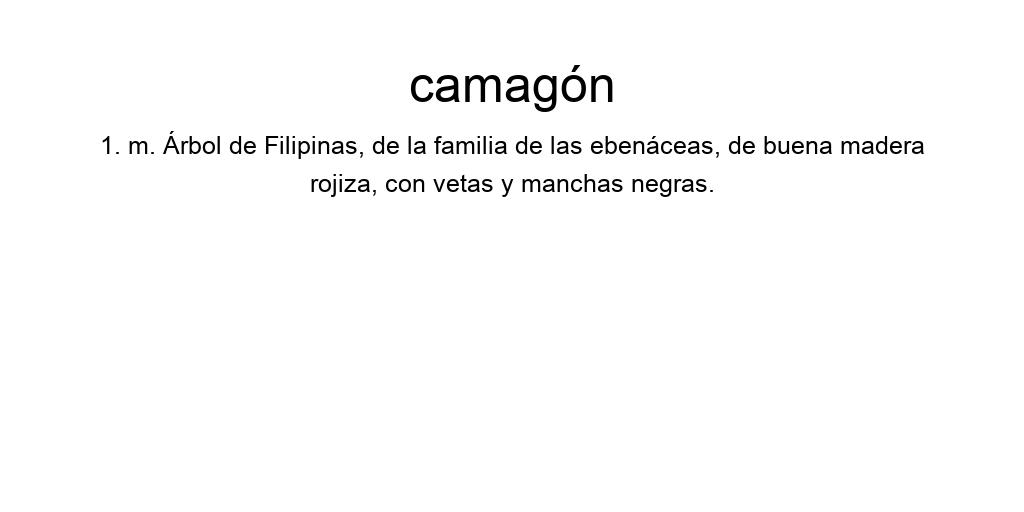 camagón
1. m. Árbol de Filipinas, de la familia de las ebenáceas, de buena madera
rojiza, con vetas y manchas negras.